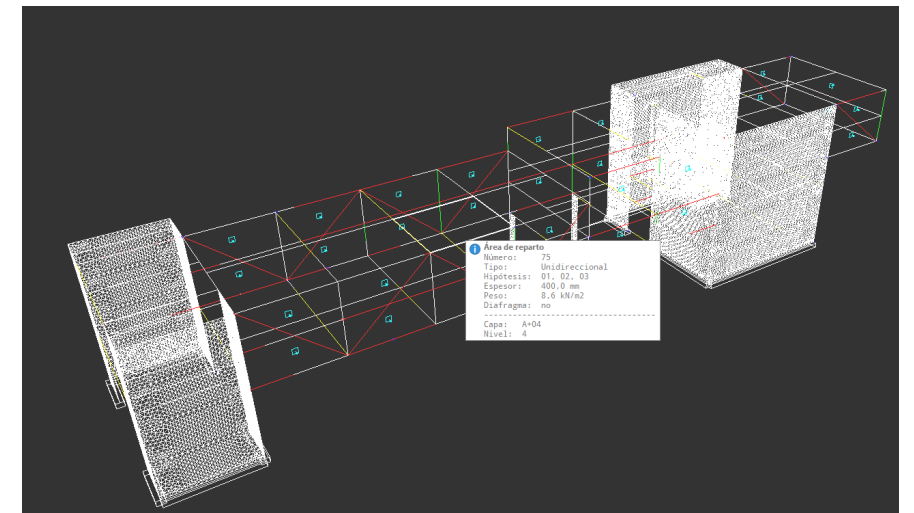 Área de reparto
Número: 75
Tipo: Unidireccional
Hipótesis: 01, 02, 03
Espesor: 400.0 mm
Peso: 8,6 kN/m2
Diafragma: no
------------------------------------
Capa: A+04
Nivel: 4